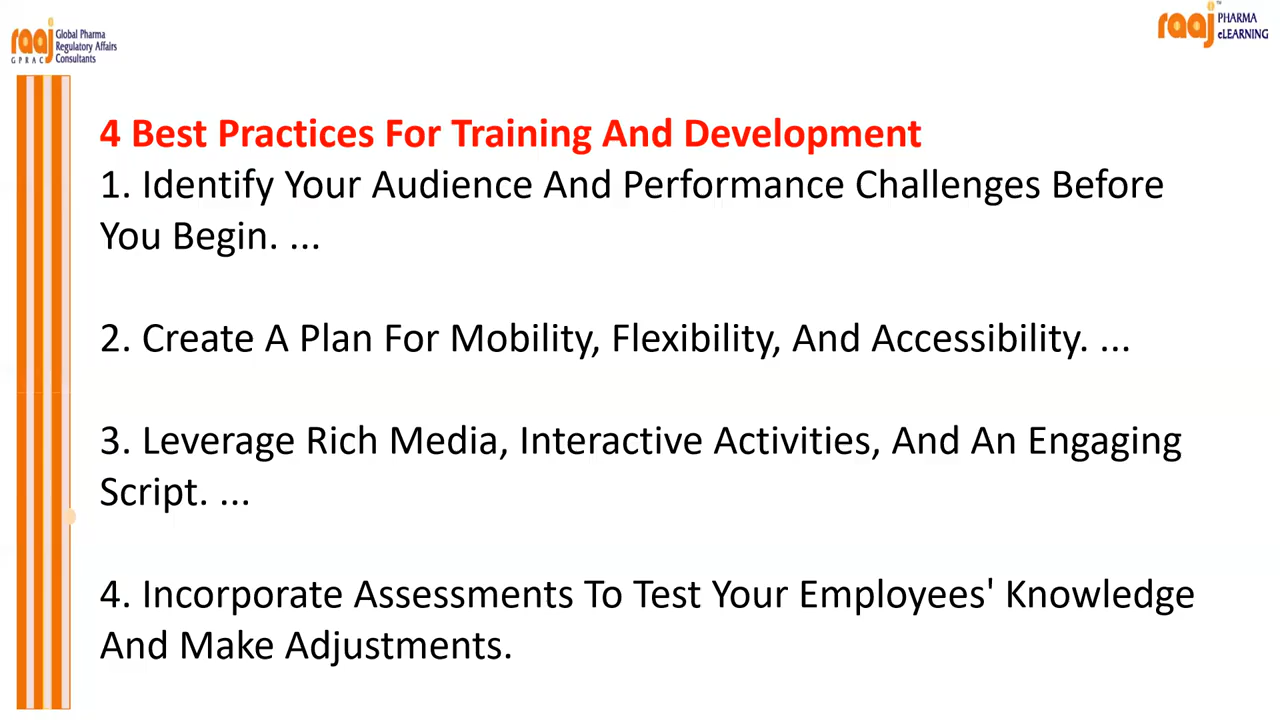 raaj Global Pharma
Regulatory Affairs
GPRAC Consultants
raaj PHARMA
™
eLEARNING
4 Best Practices For Training And Development
1. Identify Your Audience And Performance Challenges Before
You Begin. ...
2. Create A Plan For Mobility, Flexibility, And Accessibility. ...
3. Leverage Rich Media, Interactive Activities, And An Engaging
Script. ...
4. Incorporate Assessments To Test Your Employees' Knowledge
And Make Adjustments.